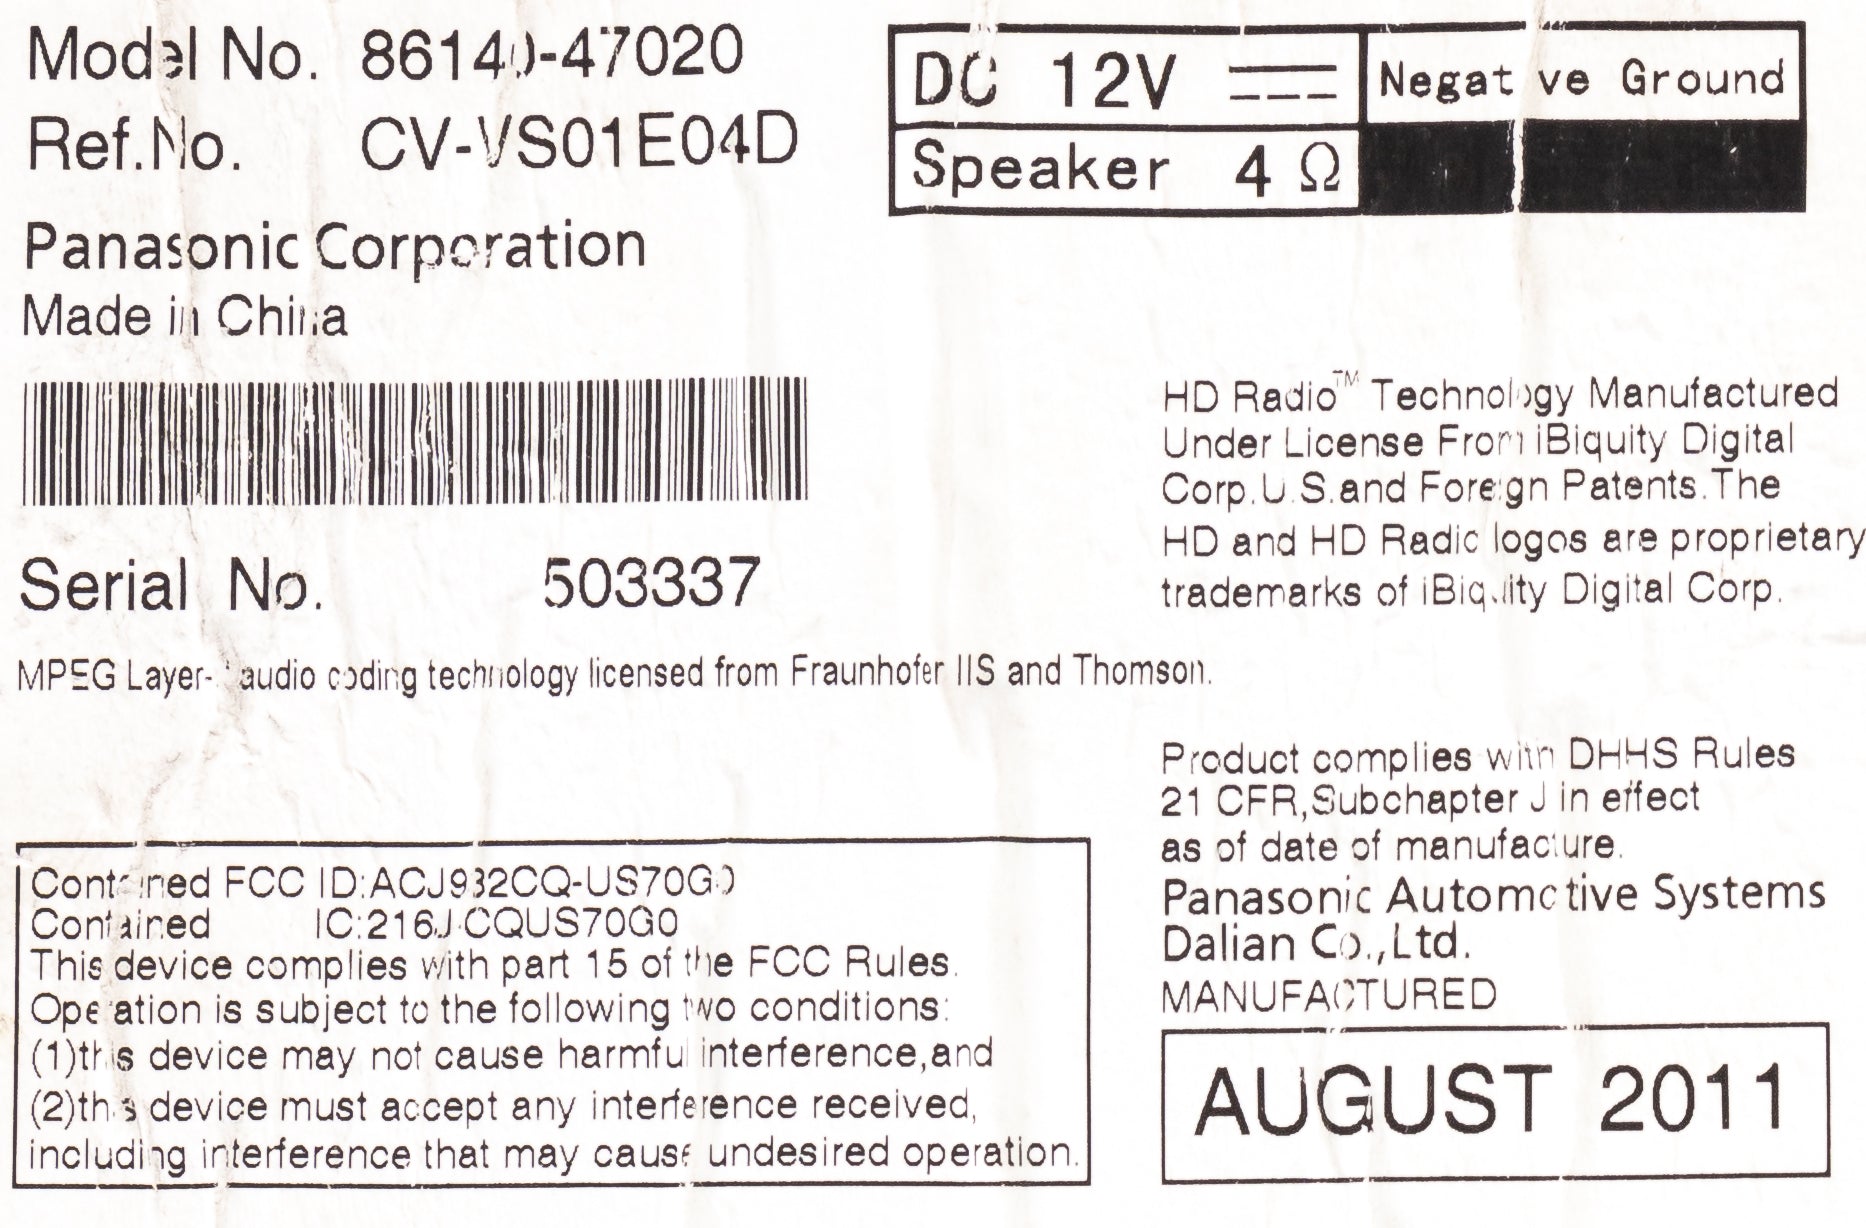 Model No. 86140-47020
Ref.No. CV-VS01E04D
Panasonic Corporation
Made in China
DC 12V
Negative Ground
Speaker 4 Ω
HD Radio™ Technology Manufactured
Under License From iBiquity Digital
Corp.U.S.and Foreign Patents.The
HD and HD Radio logos are proprietary
trademarks of iBiquity Digital Corp.
Serial No. 503337
MPEG audio coding technology licensed from Fraunhofer IIS and Thomson.
Product complies with DHHS Rules
21 CFR,Subchapter J in effect
as of date of manufacture.
Panasonic Automotive Systems
Dalian Co.,Ltd.
MANUFACTURED
AUGUST 2011
Contained FCC ID:ACJ932CQ-US70G0
Contained IC:216J-CQUS70G0
This device complies with part 15 of the FCC Rules.
Operation is subject to the following two conditions:
(1)this device may not cause harmful interference,and
(2)this device must accept any interference received,
including interference that may cause undesired operation.